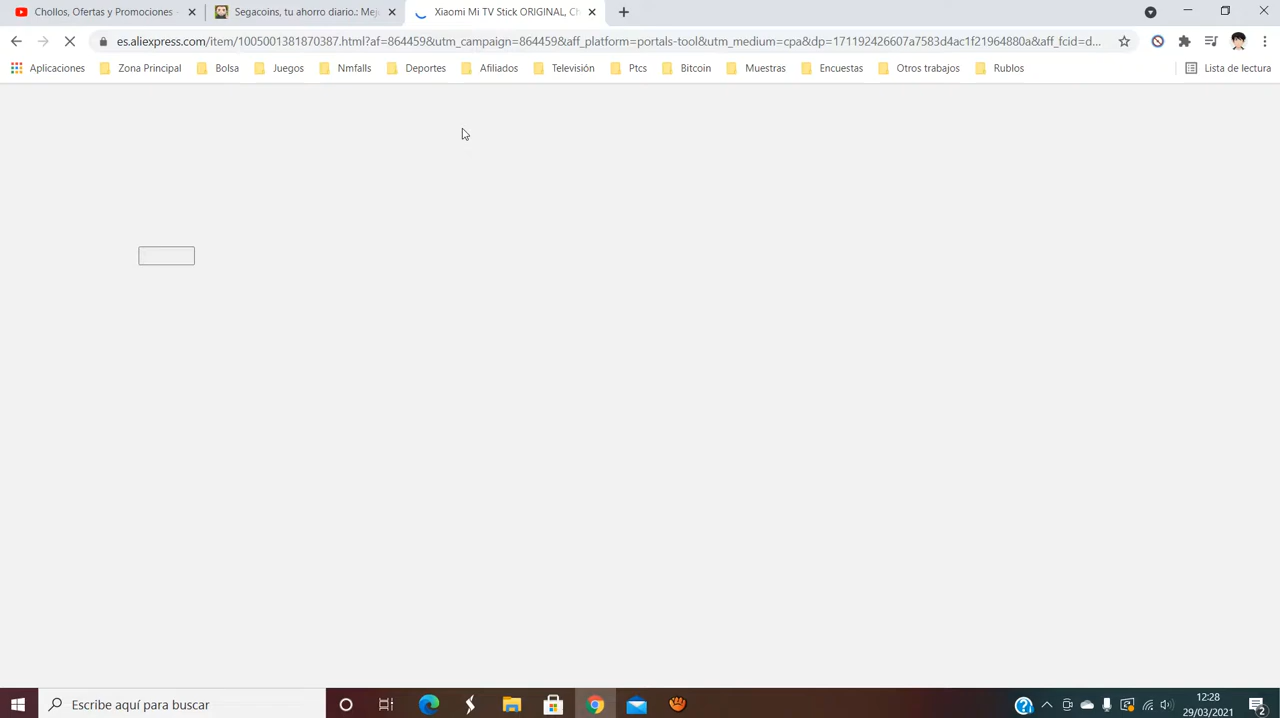 Chollos, Ofertas y Promociones -
Segacoins, tu ahorro diario.: Mej
Xiaomi Mi TV Stick ORIGINAL, Ch
es.aliexpress.com/item/1005001381870387.html?af=864459&utm_campaign=864459&aff_platform=portals-tool&utm_medium=cpa&dp=171192426607a7583d4ac1f21964880a&aff_fcid=d...
Aplicaciones
Zona Principal
Bolsa
Juegos
Nmfalls
Deportes
Afiliados
Televisión
Ptcs
Bitcoin
Muestras
Encuestas
Otros trabajos
Rublos
Lista de lectura
Escribe aquí para buscar
12:28
29/03/2021
2